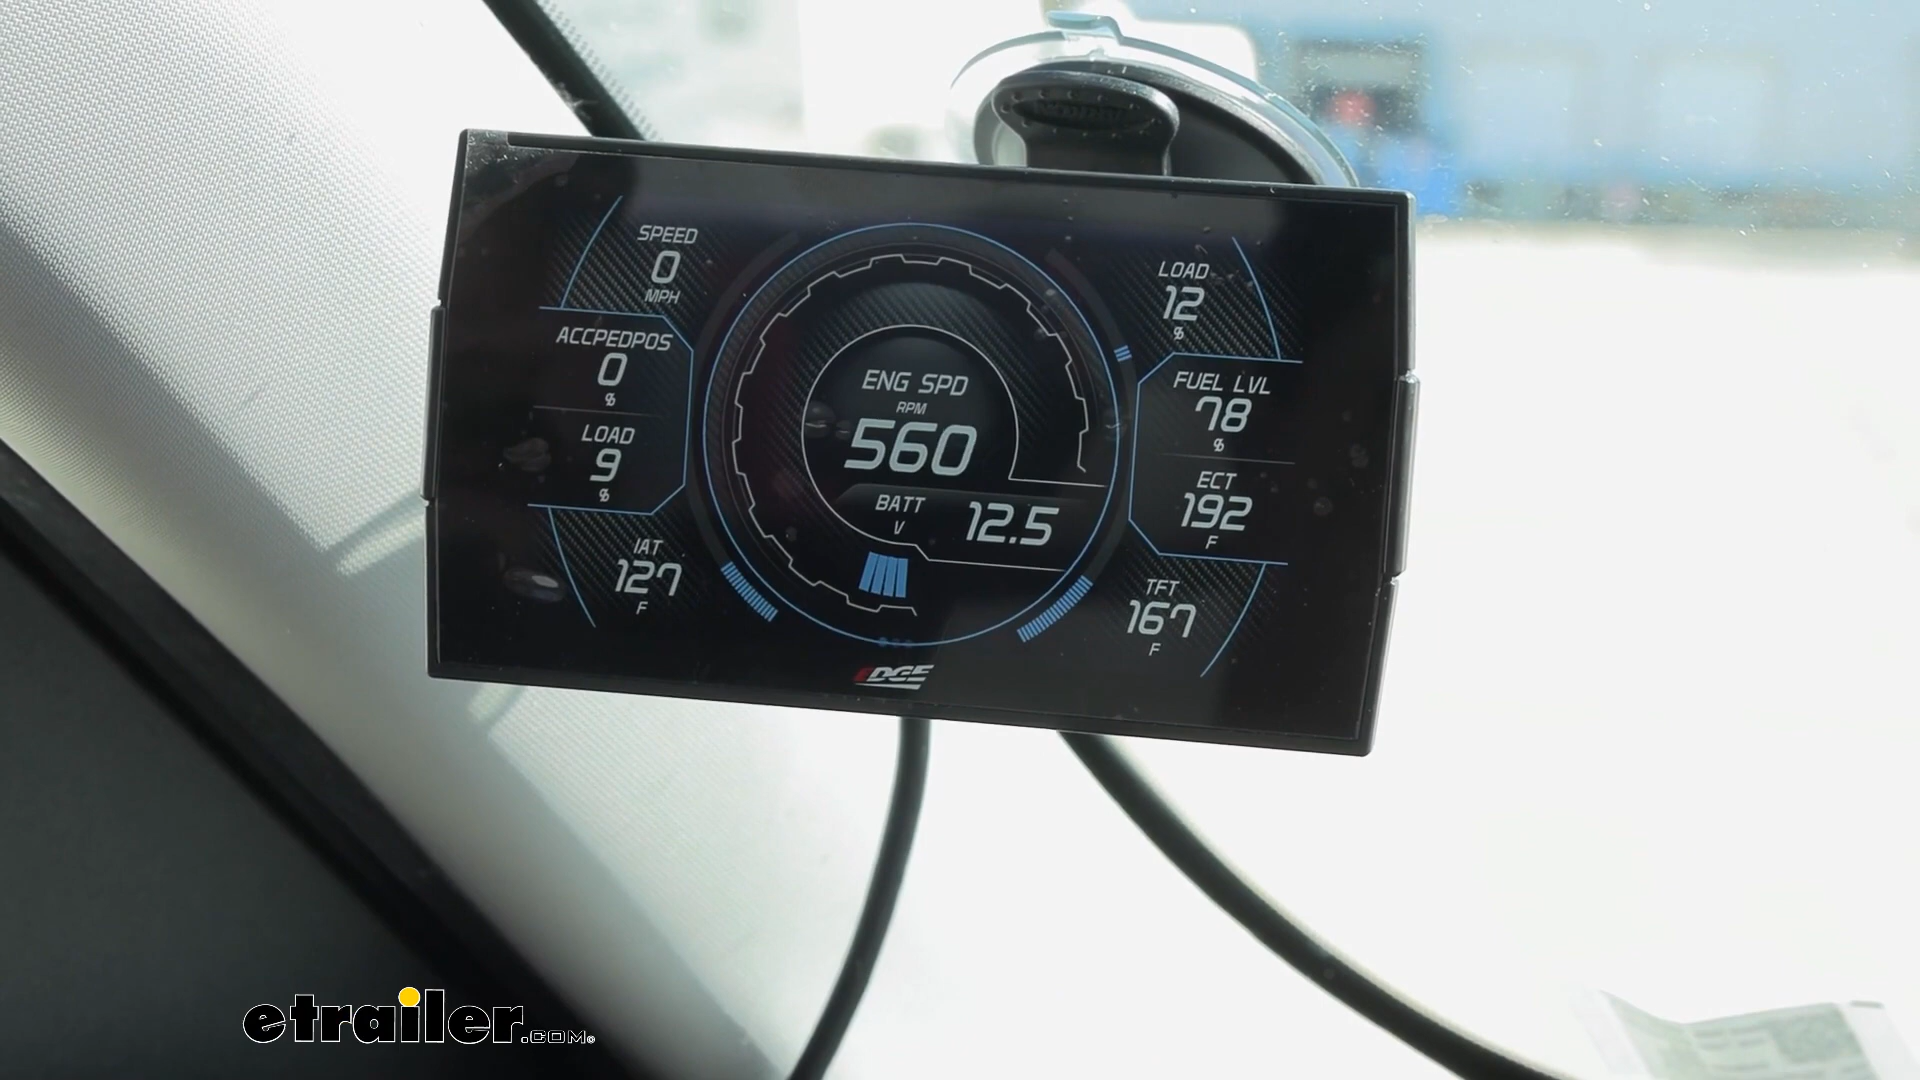 SPEED
0
MPH
ACCPEDPOS
0
%
LOAD
9
%
IAT
127
F
ENG SPD
RPM
560
BATT
V
12.5
LOAD
12
%
FUEL LVL
78
%
ECT
192
F
TFT
167
F
EDGE
etrailer.COM